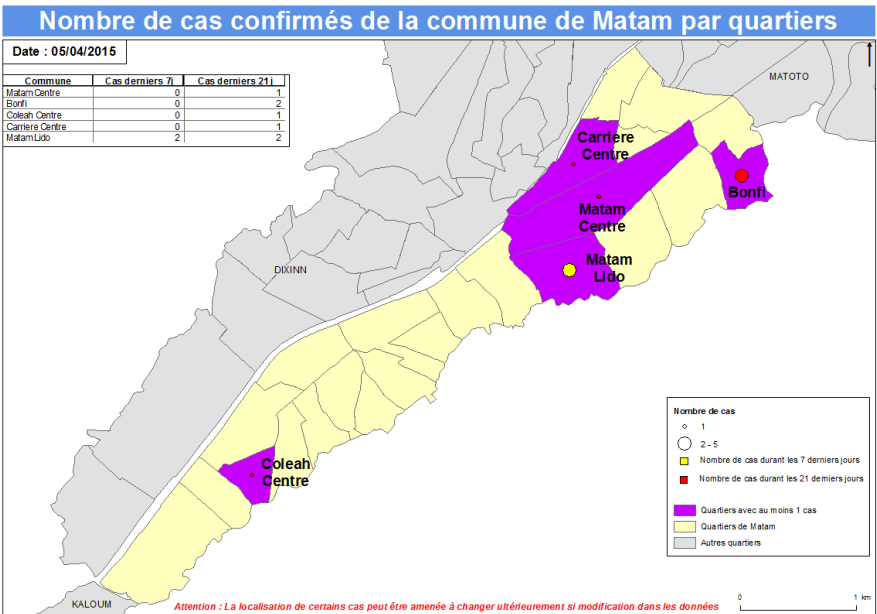 Nombre de cas confirmés de la commune de Matam par quartiers
Date : 05/04/2015
Commune Cas derniers 7j Cas derniers 21 j
Matam Centre 0 1
Bonfi 0 2
Coleah Centre 0 1
Carriere Centre 0 1
Matam Lido 2 2
MATOTO
Carriere
Centre
Bonfi
Matam
Centre
Matam
Lido
DIXINN
Coleah
Centre
KALOUM
Nombre de cas
1
2 - 5
Nombre de cas durant les 7 derniers jours
Nombre de cas durant les 21 derniers jours
Quartiers avec au moins 1 cas
Quartiers de Matam
Autres quartiers
Attention : La localisation de certains cas peut être amenée à changer ultérieurement si modification dans les données
0 1 km